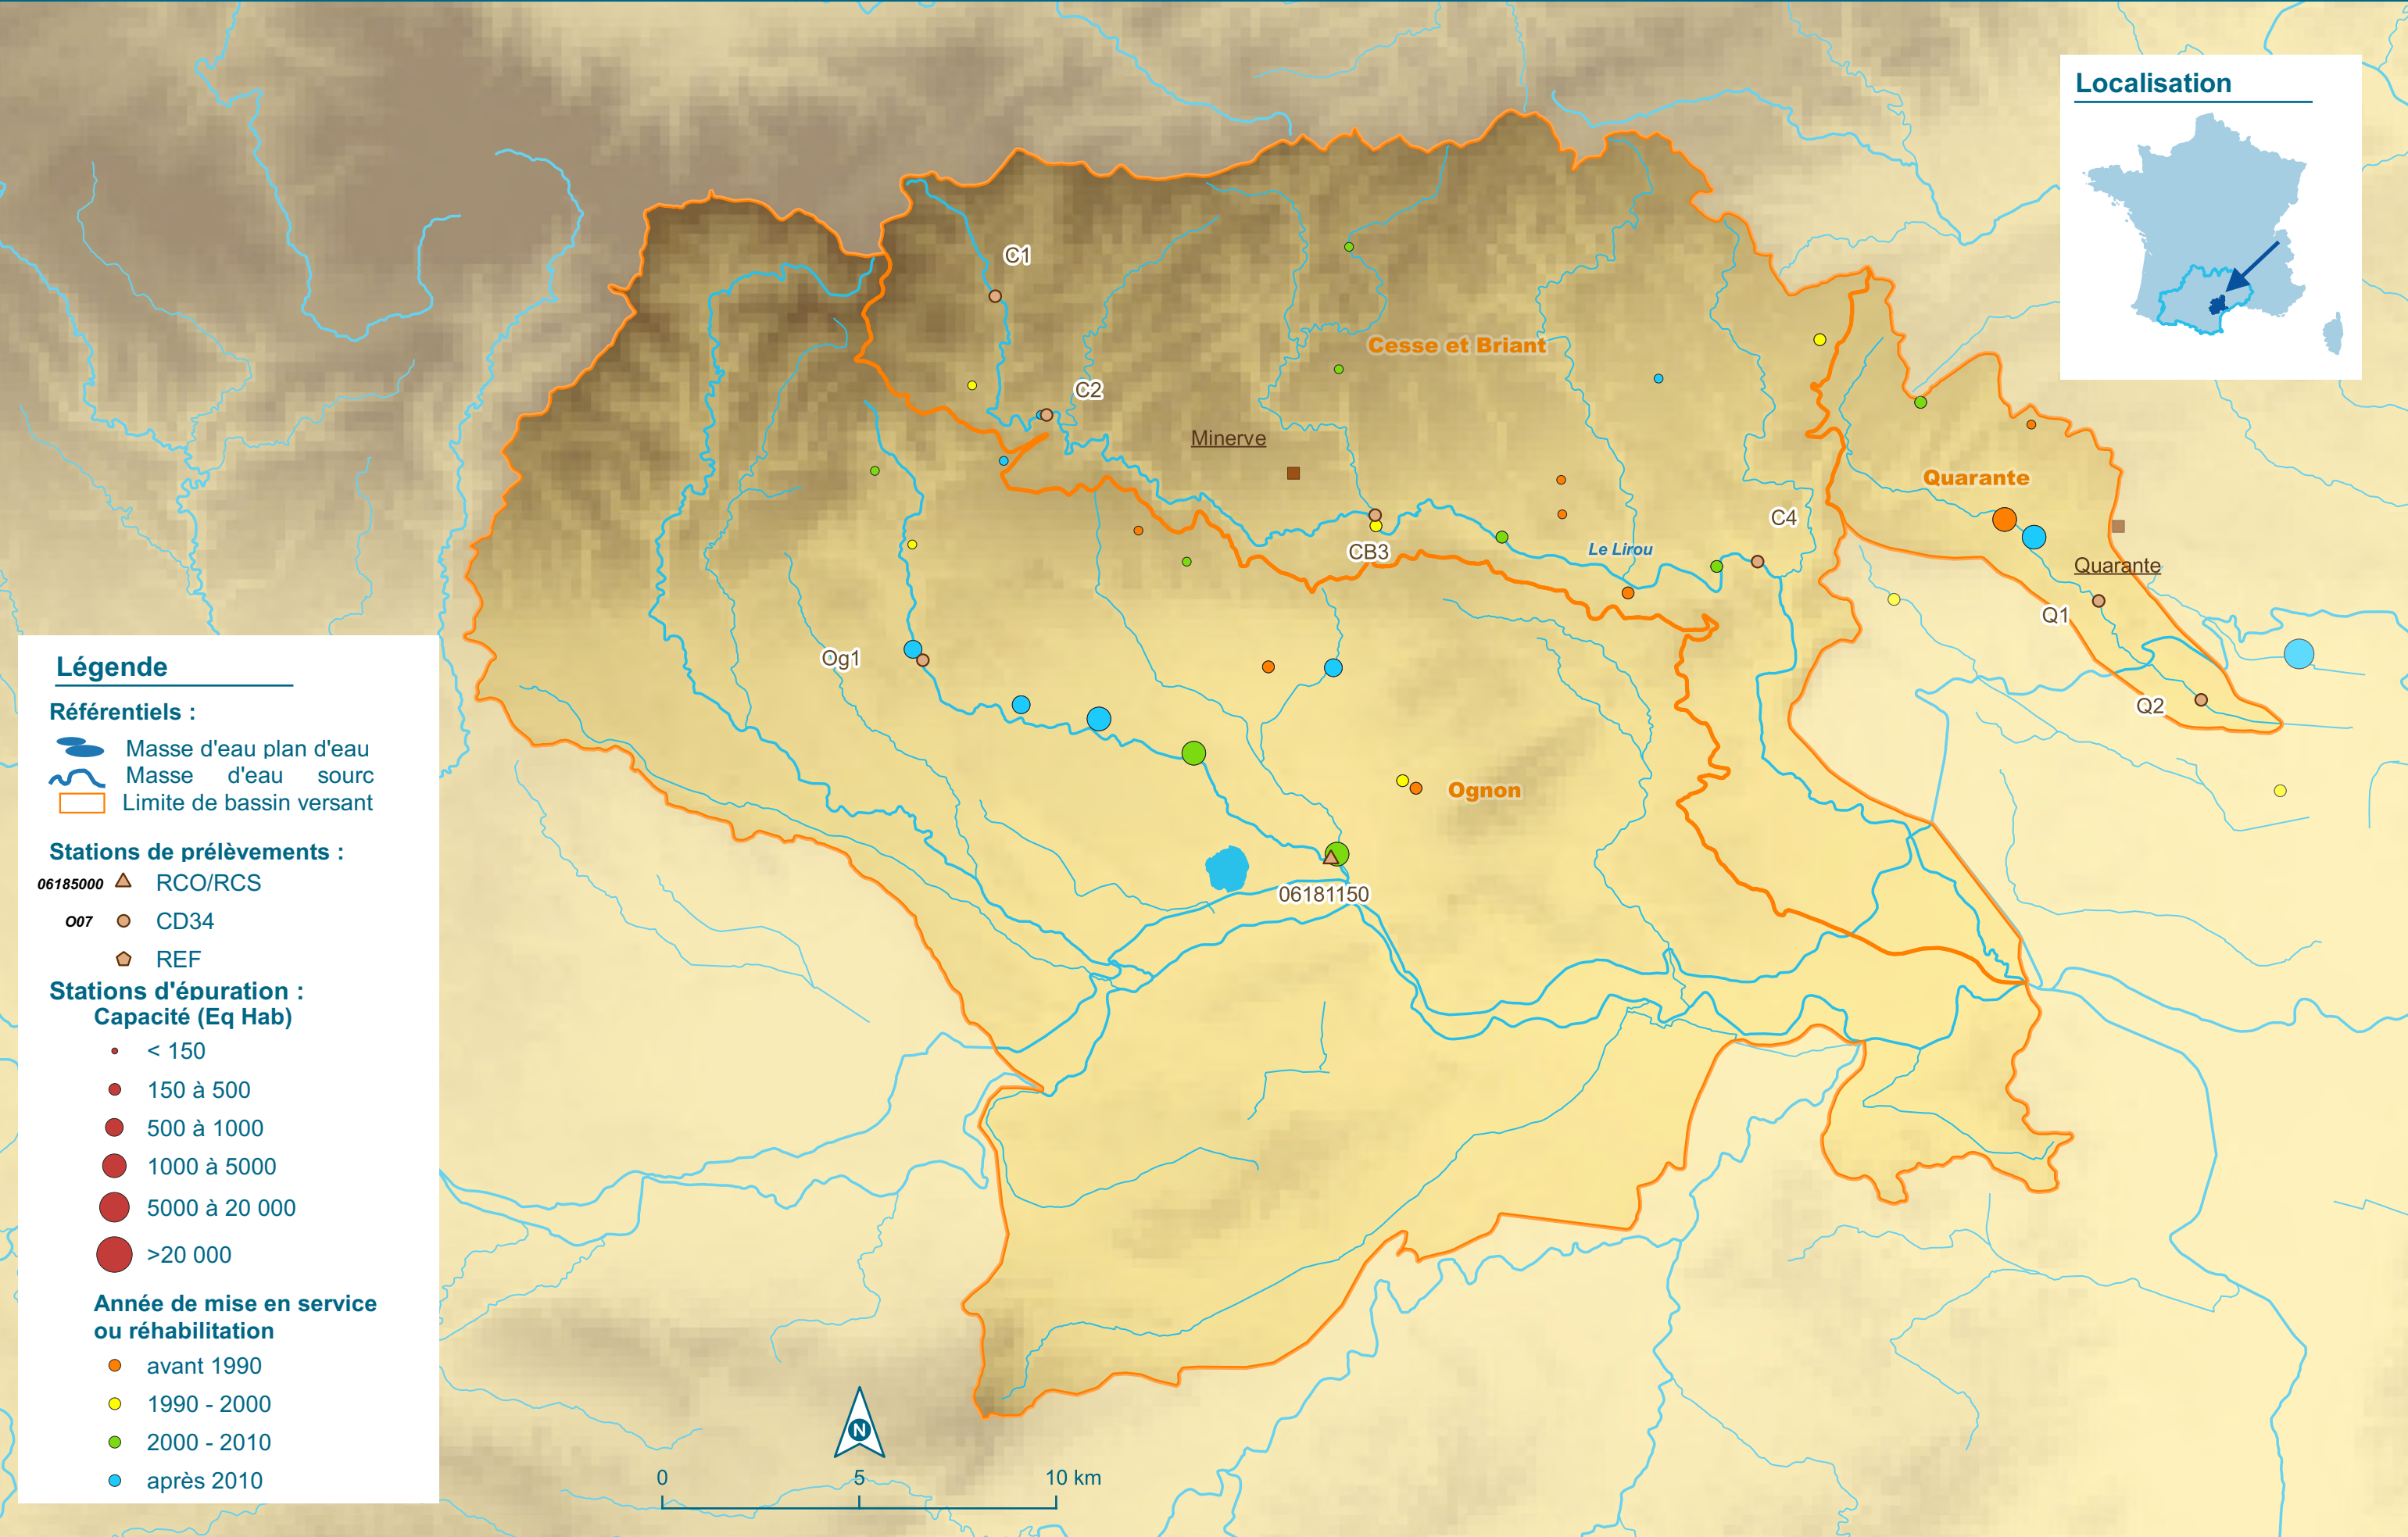 Localisation
C1
Cesse et Briant
C2
Minerve
Quarante
C4
CB3
Le Lirou
Quarante
Q1
Og1
Q2
Ognon
06181150
Légende
Référentiels :
Masse d'eau plan d'eau
Masse d'eau sourc
Limite de bassin versant
Stations de prélèvements :
06185000 RCO/RCS
O07 CD34
REF
Stations d'épuration :
Capacité (Eq Hab)
< 150
150 à 500
500 à 1000
1000 à 5000
5000 à 20 000
>20 000
Année de mise en service
ou réhabilitation
avant 1990
1990 - 2000
2000 - 2010
après 2010
N
0 5 10 km